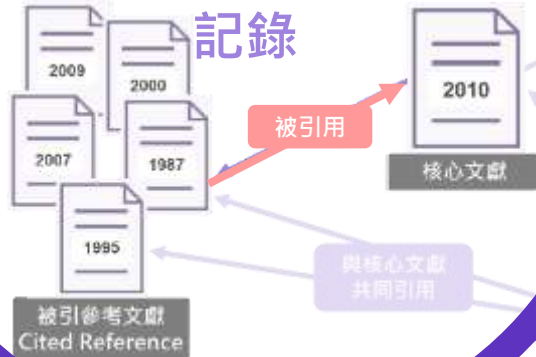 記錄
2009
2000
2010
被引用
2007
1987
核心文獻
1995
與核心文獻
共同引用
被引參考文獻
Cited Reference